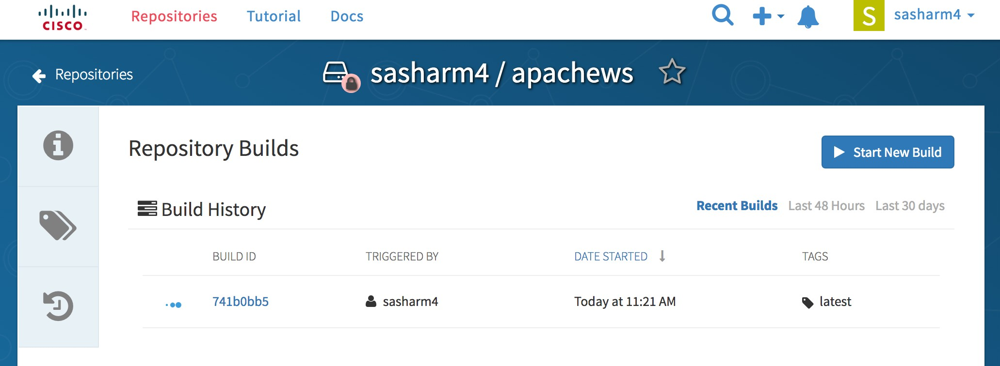 CISCO
Repositories Tutorial Docs
S sasharm4
Repositories
sasharm4 / apachews
Repository Builds
Start New Build
Build History
Recent Builds Last 48 Hours Last 30 days
BUILD ID TRIGGERED BY DATE STARTED TAGS
741b0bb5 sasharm4 Today at 11:21 AM latest